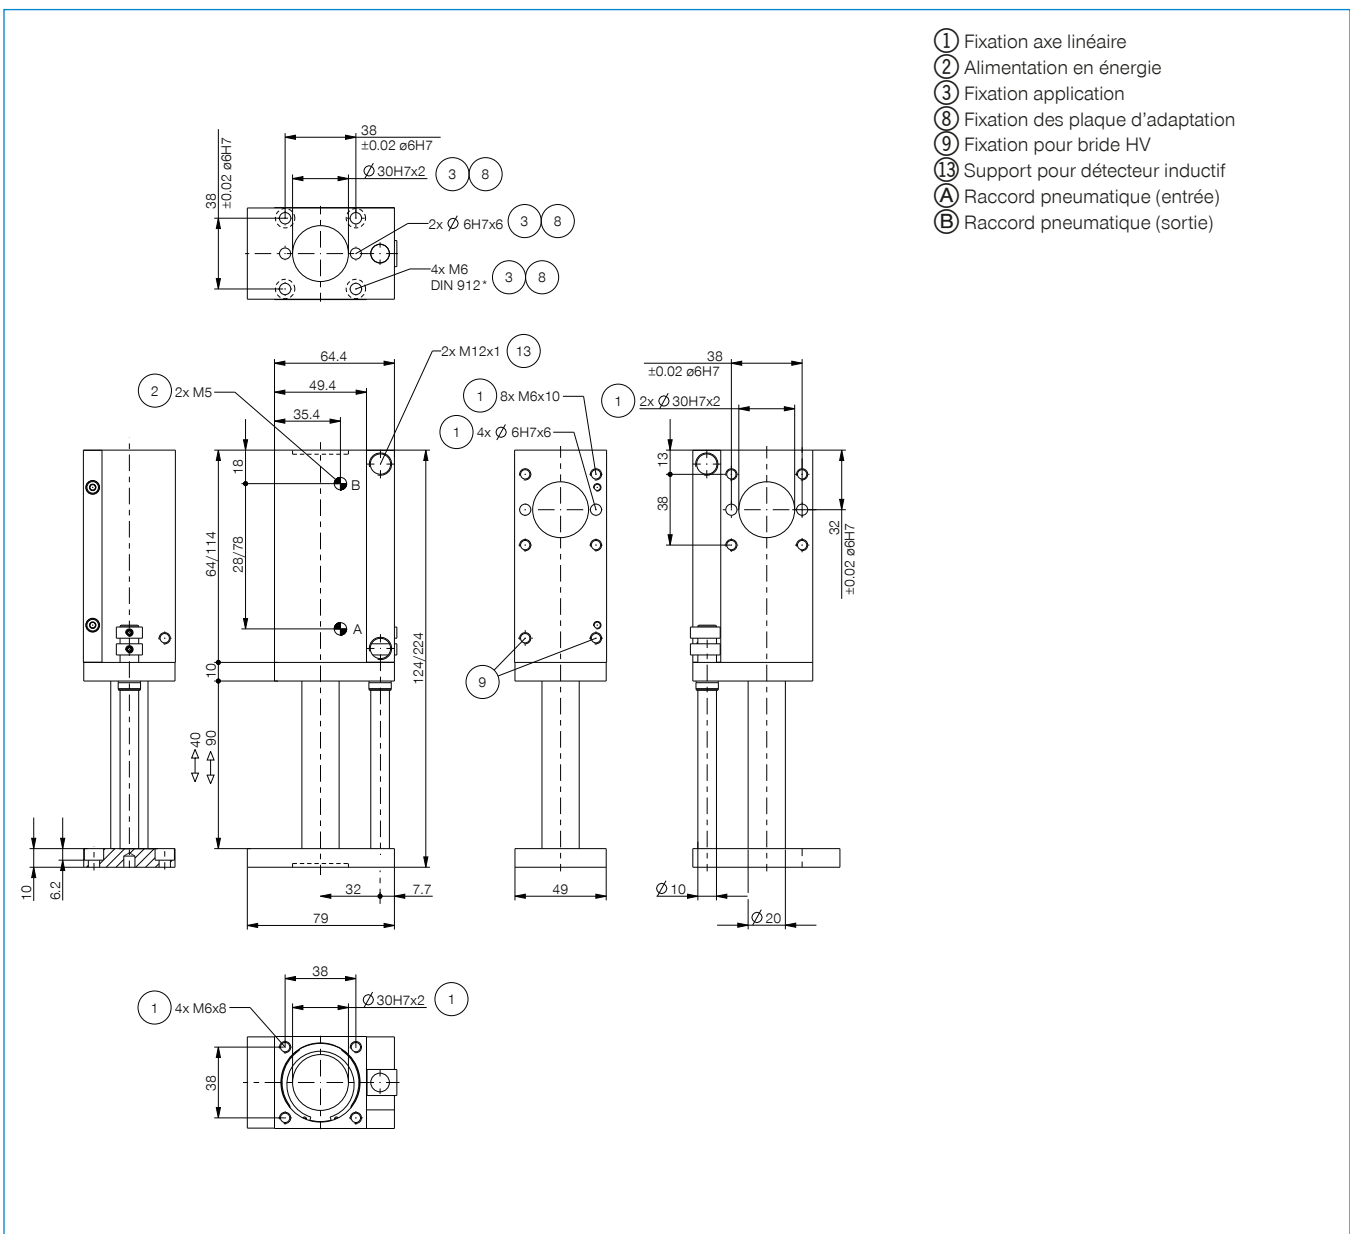 ① Fixation axe linéaire
② Alimentation en énergie
③ Fixation application
⑧ Fixation des plaque d'adaptation
⑨ Fixation pour bride HV
⑬ Support pour détecteur inductif
Ⓐ Raccord pneumatique (entrée)
Ⓑ Raccord pneumatique (sortie)
38
±0.02 ø6H7
38
±0.02 ø6H7
Ø 30H7x2 3 8
2x Ø 6H7x6 3 8
4x M6 3 8
DIN 912*
64.4
49.4
35.4
2x M12x1 13
2 2x M5
18
B
64/114
28/78
A
10
124/224
40
90
10
6.2
32
7.7
79
1 8x M6x10
1 4x Ø 6H7x6
9
49
38
±0.02 ø6H7
1 2x Ø 30H7x2
13
38
32
±0.02 ø6H7
Ø 10
Ø 20
38
1 4x M6x8
Ø 30H7x2 1
38